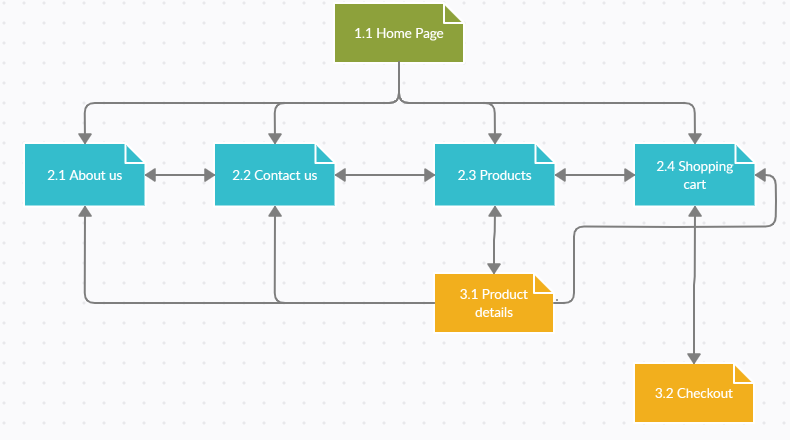 1.1 Home Page
2.1 About us
2.2 Contact us
2.3 Products
2.4 Shopping
cart
3.1 Product
details
3.2 Checkout